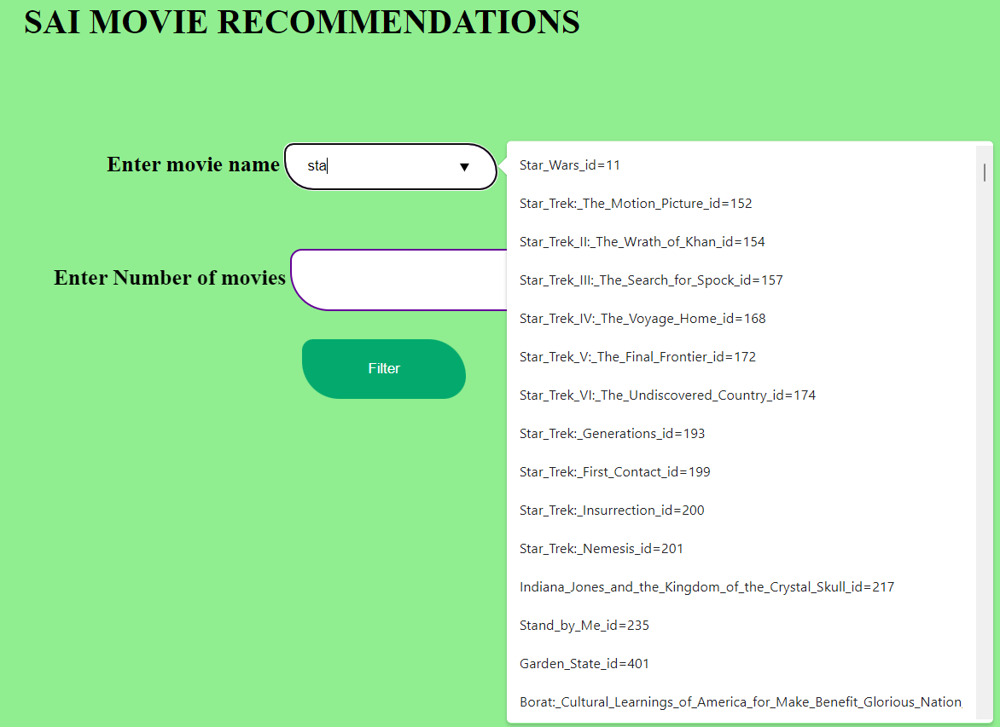 SAI MOVIE RECOMMENDATIONS
Enter movie name
sta
Star_Wars_id=11
Star_Trek:_The_Motion_Picture_id=152
Star_Trek_II:_The_Wrath_of_Khan_id=154
Star_Trek_III:_The_Search_for_Spock_id=157
Star_Trek_IV:_The_Voyage_Home_id=168
Star_Trek_V:_The_Final_Frontier_id=172
Star_Trek_VI:_The_Undiscovered_Country_id=174
Star_Trek:_Generations_id=193
Star_Trek:_First_Contact_id=199
Star_Trek:_Insurrection_id=200
Star_Trek:_Nemesis_id=201
Indiana_Jones_and_the_Kingdom_of_the_Crystal_Skull_id=217
Stand_by_Me_id=235
Garden_State_id=401
Borat:_Cultural_Learnings_of_America_for_Make_Benefit_Glorious_Nation_
Enter Number of movies
Filter